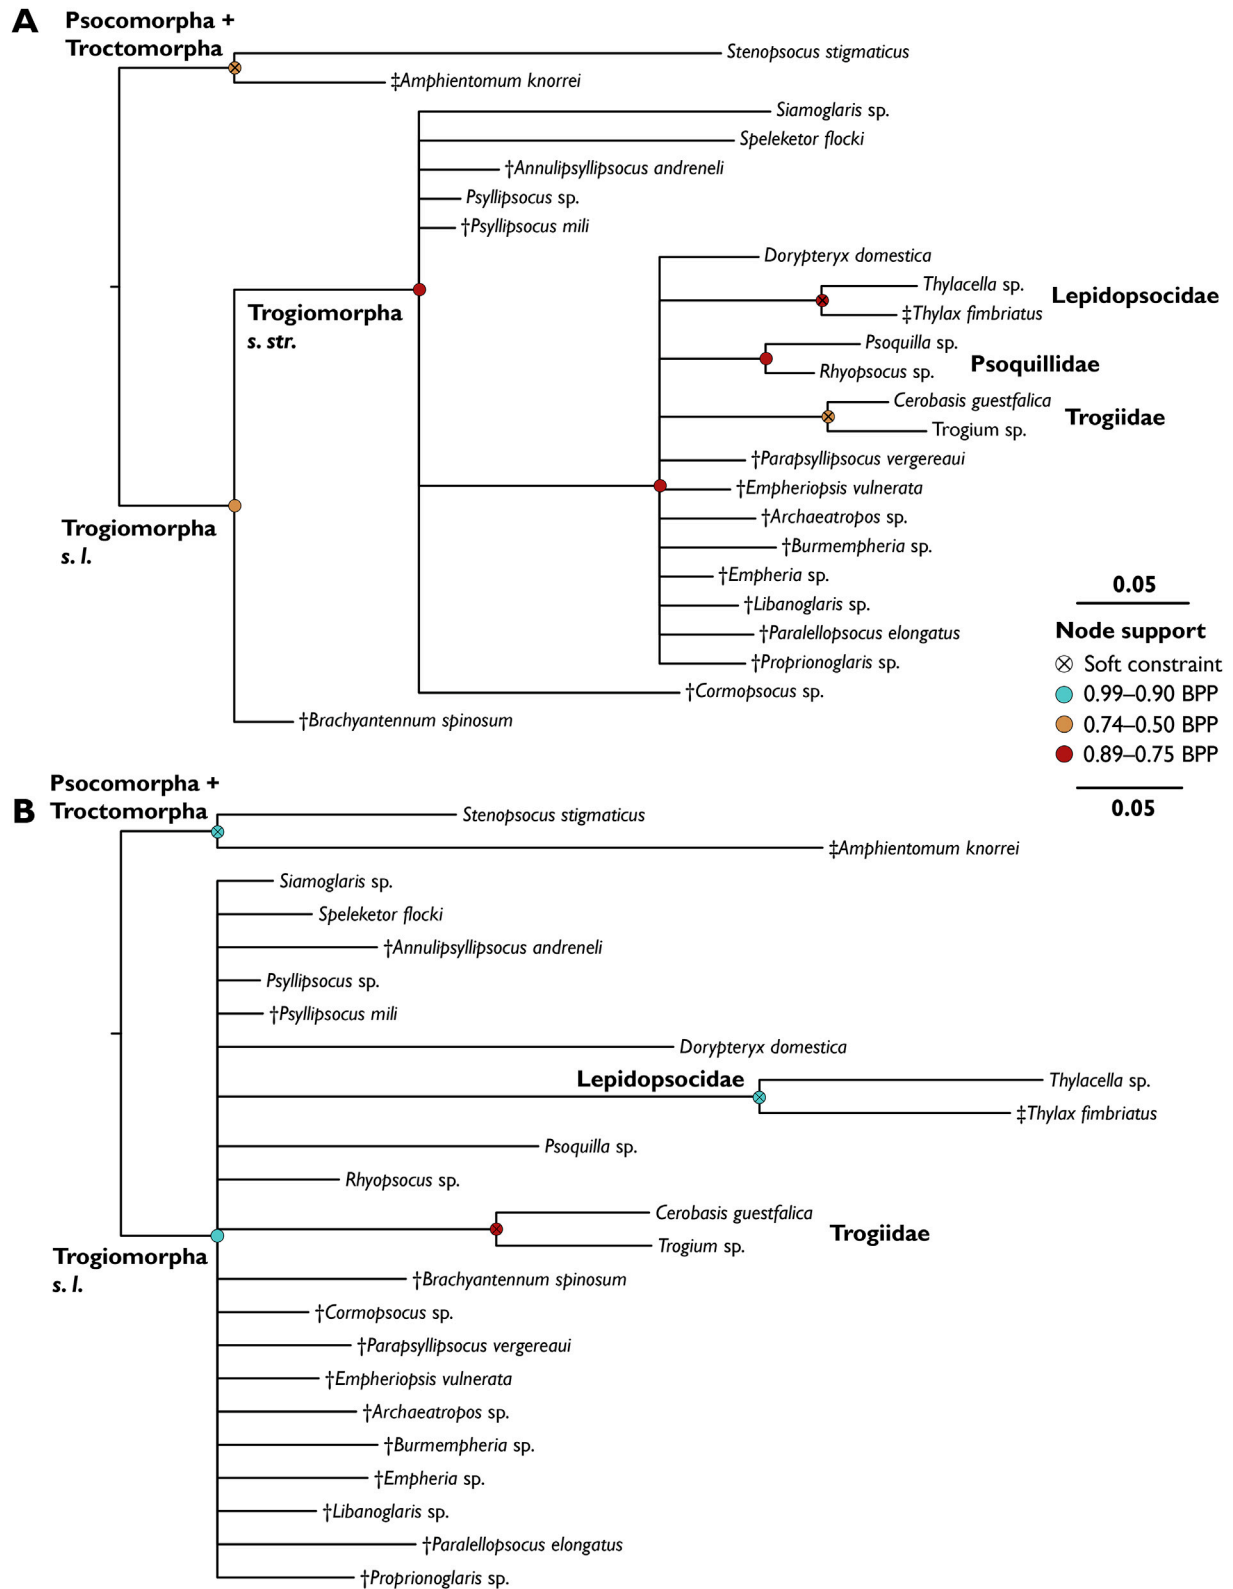 A
Psocomorpha +
Troctomorpha
Stenopsocus stigmaticus
‡Amphientomum knorrei
Siamoglaris sp.
Speleketor flocki
†Annulipsyllipsocus andreneli
Psyllipsocus sp.
†Psyllipsocus mili
Dorypteryx domestica
Thylacella sp.
Lepidopsocidae
‡Thylax fimbriatus
Trogiomorpha
s. str.
Psoquilla sp.
Psoquillidae
Rhyopsocus sp.
Cerobasis guestfalica
Trogiidae
Trogium sp.
†Parapsyllipsocus vergereaui
†Empheriopsis vulnerata
†Archaeatropos sp.
Trogiomorpha
s. l.
†Burmempheria sp.
†Empheria sp.
†Libanoglaris sp.
†Paralellopsocus elongatus
†Proprionoglaris sp.
†Cormopsocus sp.
†Brachyantennum spinosum
0.05
Node support
Soft constraint
0.99–0.90 BPP
0.74–0.50 BPP
0.89–0.75 BPP
0.05
B
Psocomorpha +
Troctomorpha
Stenopsocus stigmaticus
‡Amphientomum knorrei
Siamoglaris sp.
Speleketor flocki
†Annulipsyllipsocus andreneli
Psyllipsocus sp.
†Psyllipsocus mili
Dorypteryx domestica
Lepidopsocidae
Thylacella sp.
‡Thylax fimbriatus
Psoquilla sp.
Rhyopsocus sp.
Cerobasis guestfalica
Trogiidae
Trogium sp.
Trogiomorpha
s. l.
†Brachyantennum spinosum
†Cormopsocus sp.
†Parapsyllipsocus vergereaui
†Empheriopsis vulnerata
†Archaeatropos sp.
†Burmempheria sp.
†Empheria sp.
†Libanoglaris sp.
†Paralellopsocus elongatus
†Proprionoglaris sp.